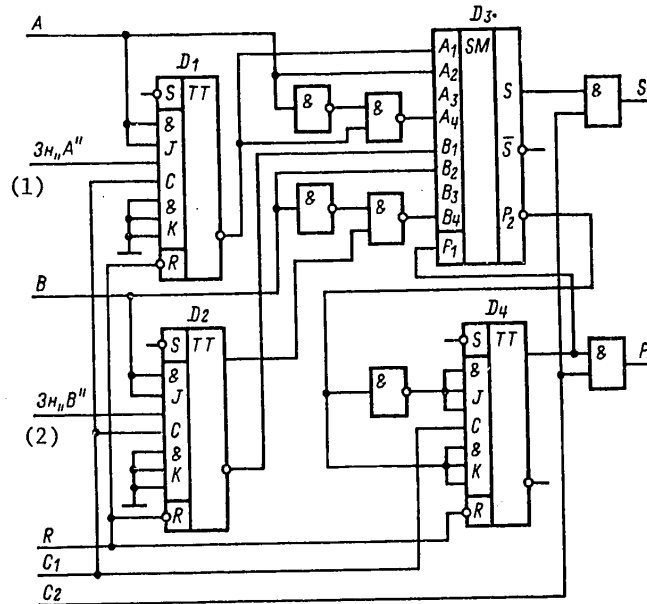 A
D1
D3
S TT
&
J
Зн„А"
(1)
C
&
K
R
A1 SM
A2
A3
A4
B1
B2
B3
B4
P1
S
S̅
P2
&
&
&
&
&
S
B
D2
S TT
&
J
Зн„В"
(2)
C
&
K
R
D4
S TT
&
J
C
&
K
R
&
&
P
R
C1
C2